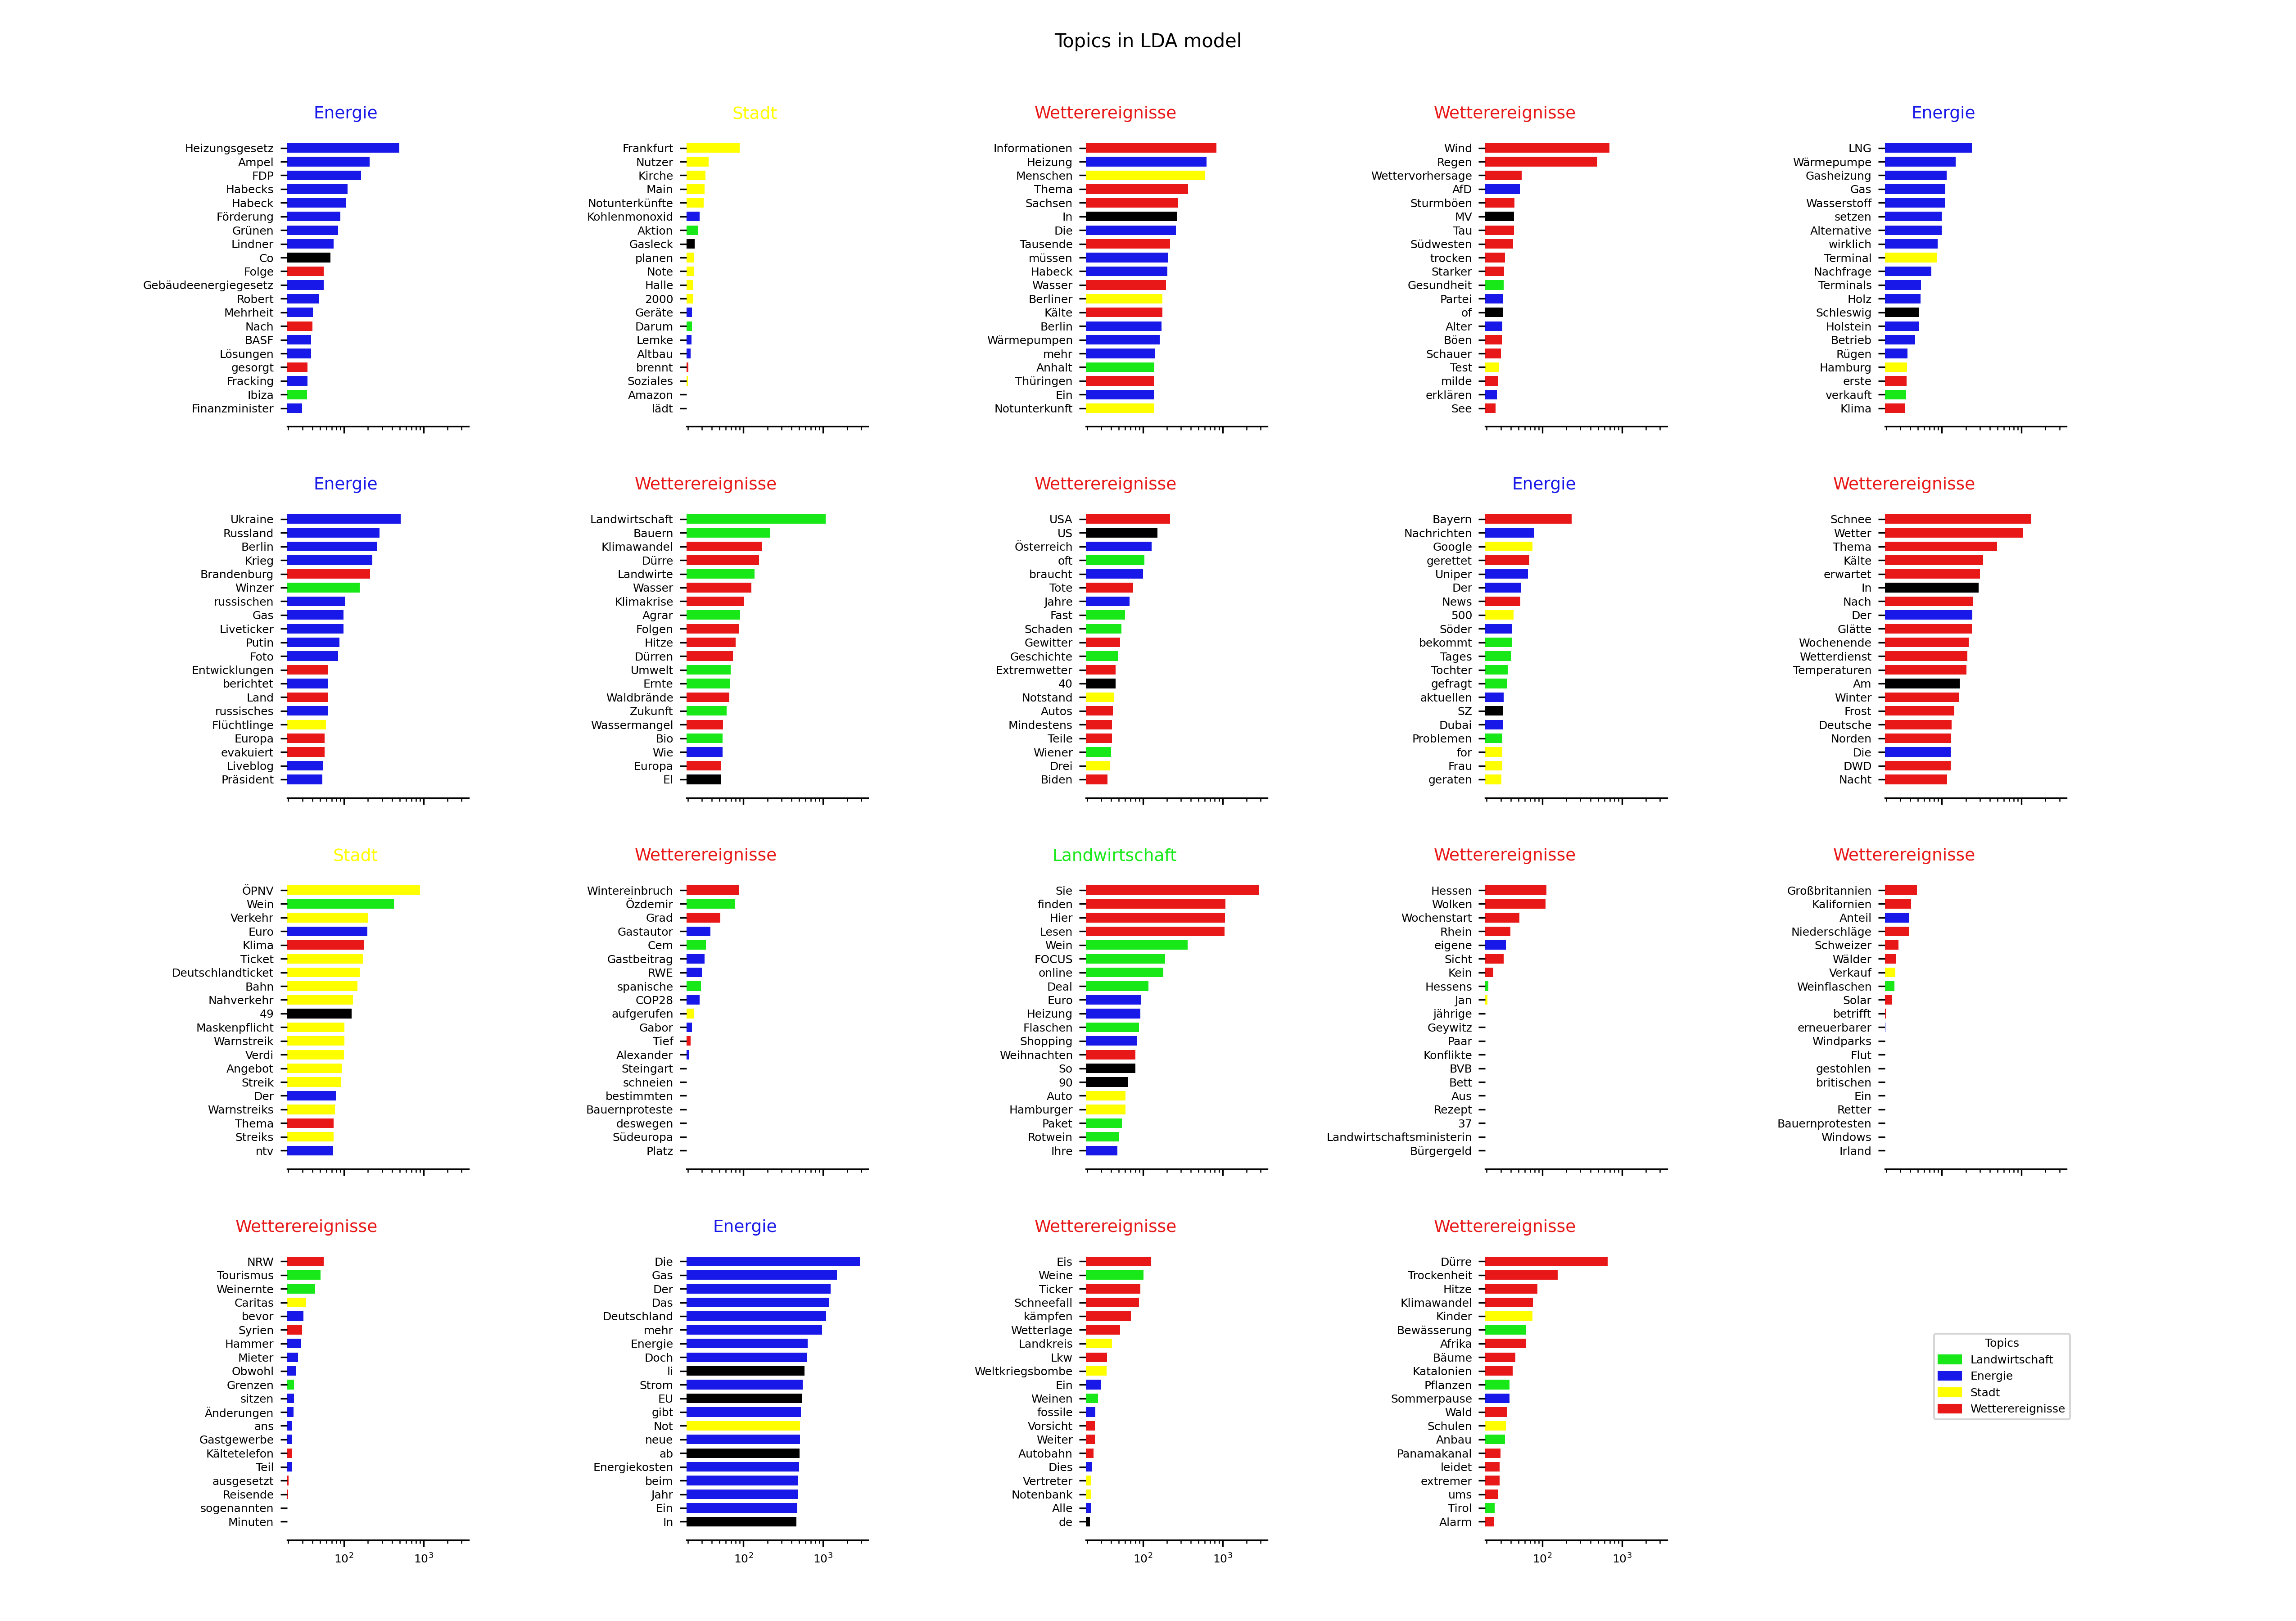 Topics in LDA model
Energie
Heizungsgesetz
Ampel
FDP
Habecks
Habeck
Förderung
Grünen
Lindner
Co
Folge
Gebäudeenergiegesetz
Robert
Mehrheit
Nach
BASF
Lösungen
gesorgt
Fracking
Ibiza
Finanzminister
Stadt
Frankfurt
Nutzer
Kirche
Main
Notunterkünfte
Kohlenmonoxid
Aktion
Gasleck
planen
Note
Halle
2000
Geräte
Darum
Lemke
Altbau
brennt
Soziales
Amazon
lädt
Wetterereignisse
Informationen
Heizung
Menschen
Thema
Sachsen
In
Die
Tausende
müssen
Habeck
Wasser
Berliner
Kälte
Berlin
Wärmepumpen
mehr
Anhalt
Thüringen
Ein
Notunterkunft
Wetterereignisse
Wind
Regen
Wettervorhersage
AfD
Sturmböen
MV
Tau
Südwesten
trocken
Starker
Gesundheit
Partei
of
Alter
Böen
Schauer
Test
milde
erklären
See
Energie
LNG
Wärmepumpe
Gasheizung
Gas
Wasserstoff
setzen
Alternative
wirklich
Terminal
Nachfrage
Terminals
Holz
Schleswig
Holstein
Betrieb
Rügen
Hamburg
erste
verkauft
Klima
Energie
Ukraine
Russland
Berlin
Krieg
Brandenburg
Winzer
russischen
Gas
Liveticker
Putin
Foto
Entwicklungen
berichtet
Land
russisches
Flüchtlinge
Europa
evakuiert
Liveblog
Präsident
Wetterereignisse
Landwirtschaft
Bauern
Klimawandel
Dürre
Landwirte
Wasser
Klimakrise
Agrar
Folgen
Hitze
Dürren
Umwelt
Ernte
Waldbrände
Zukunft
Wassermangel
Bio
Wie
Europa
El
Wetterereignisse
USA
US
Österreich
oft
braucht
Tote
Jahre
Fast
Schaden
Gewitter
Geschichte
Extremwetter
40
Notstand
Autos
Mindestens
Teile
Wiener
Drei
Biden
Energie
Bayern
Nachrichten
Google
gerettet
Uniper
Der
News
500
Söder
bekommt
Tages
Tochter
gefragt
aktuellen
SZ
Dubai
Problemen
for
Frau
geraten
Wetterereignisse
Schnee
Wetter
Thema
Kälte
erwartet
In
Nach
Der
Glätte
Wochenende
Wetterdienst
Temperaturen
Am
Winter
Frost
Deutsche
Norden
Die
DWD
Nacht
Stadt
ÖPNV
Wein
Verkehr
Euro
Klima
Ticket
Deutschlandticket
Bahn
Nahverkehr
49
Maskenpflicht
Warnstreik
Verdi
Angebot
Streik
Der
Warnstreiks
Thema
Streiks
ntv
Wetterereignisse
Wintereinbruch
Özdemir
Grad
Gastautor
Cem
Gastbeitrag
RWE
spanische
COP28
aufgerufen
Gabor
Tief
Alexander
Steingart
schneien
bestimmten
Bauernproteste
deswegen
Südeuropa
Platz
Landwirtschaft
Sie
finden
Hier
Lesen
Wein
FOCUS
online
Deal
Euro
Heizung
Flaschen
Shopping
Weihnachten
So
90
Auto
Hamburger
Paket
Rotwein
Ihre
Wetterereignisse
Hessen
Wolken
Wochenstart
Rhein
eigene
Sicht
Kein
Hessens
Jan
jährige
Geywitz
Paar
Konflikte
BVB
Bett
Aus
Rezept
37
Landwirtschaftsministerin
Bürgergeld
Wetterereignisse
Großbritannien
Kalifornien
Anteil
Niederschläge
Schweizer
Wälder
Verkauf
Weinflaschen
Solar
betrifft
erneuerbarer
Windparks
Flut
gestohlen
britischen
Ein
Retter
Bauernprotesten
Windows
Irland
Wetterereignisse
NRW
Tourismus
Weinernte
Caritas
bevor
Syrien
Hammer
Mieter
Obwohl
Grenzen
sitzen
Änderungen
ans
Gastgewerbe
Kältetelefon
Teil
ausgesetzt
Reisende
sogenannten
Minuten
10² 10³
Energie
Die
Gas
Der
Das
Deutschland
mehr
Energie
Doch
li
Strom
EU
gibt
Not
neue
ab
Energiekosten
beim
Jahr
Ein
In
10² 10³
Wetterereignisse
Eis
Weine
Ticker
Schneefall
kämpfen
Wetterlage
Landkreis
Lkw
Weltkriegsbombe
Ein
Weinen
fossile
Vorsicht
Weiter
Autobahn
Dies
Vertreter
Notenbank
Alle
de
10² 10³
Wetterereignisse
Dürre
Trockenheit
Hitze
Klimawandel
Kinder
Bewässerung
Afrika
Bäume
Katalonien
Pflanzen
Sommerpause
Wald
Schulen
Anbau
Panamakanal
leidet
extremer
ums
Tirol
Alarm
10² 10³
Topics
Landwirtschaft
Energie
Stadt
Wetterereignisse